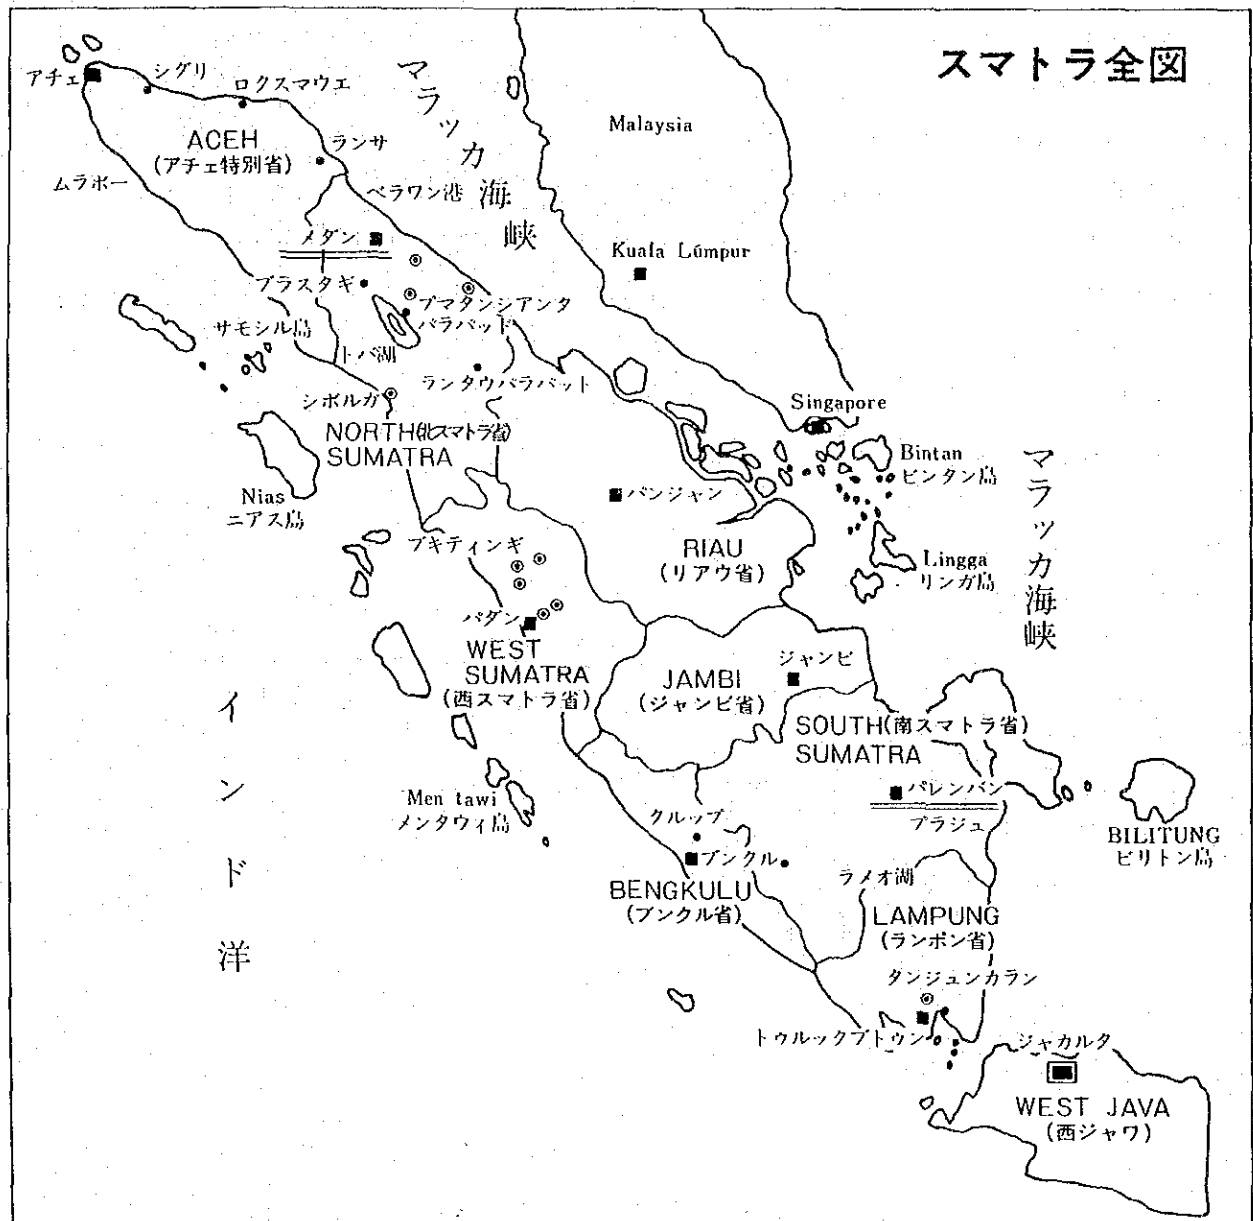 スマトラ全図
アチェ
シグリ
ロクスマウエ
マラッカ海峡
Malaysia
ACEH
(アチェ特別省)
ランサ
ムラボー
ベラワン港
メダン
Kuala Lúmpur
ブラスタギ
プマタンシアンタ
パラパッド
サモシル島
トバ湖
ランタウパラパット
シボルガ
Singapore
NORTH(北スマトラ省)
SUMATRA
Bintan
ビンタン島
マラッカ海峡
Nias
ニアス島
パンジャン
ブキティンギ
RIAU
(リアウ省)
Lingga
リンガ島
パダン
WEST
SUMATRA
(西スマトラ省)
JAMBI
(ジャンビ省)
ジャンビ
インド洋
SOUTH(南スマトラ省)
SUMATRA
Men tawi
メンタウィ島
パレンバン
プラジュ
クルップ
ブンクル
BILITUNG
ビリトン島
BENGKULU
(ブンクル省)
ラメオ湖
LAMPUNG
(ランポン省)
タンジュンカラン
トゥルックブトゥン
ジャカルタ
WEST JAVA
(西ジャワ)